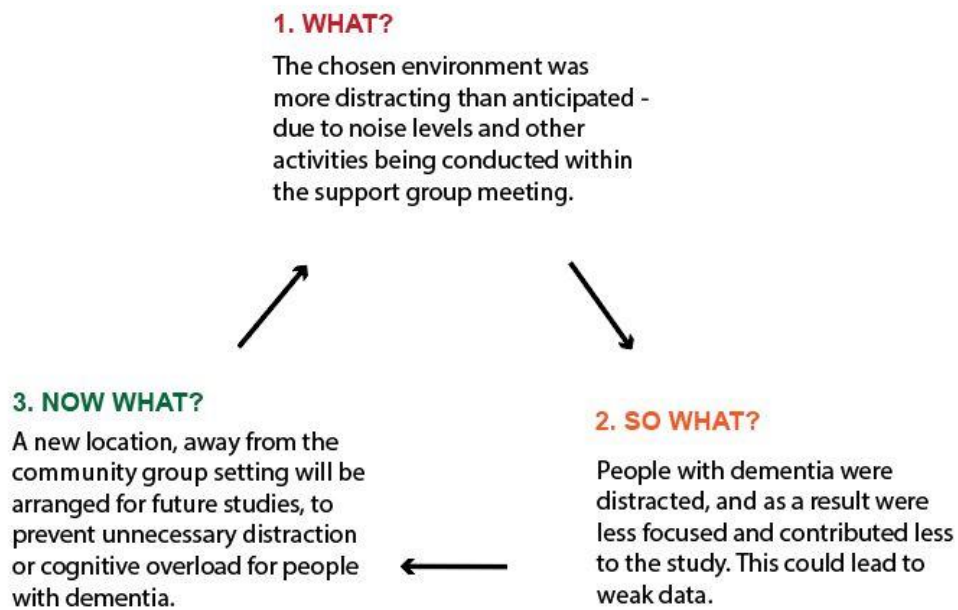 1. WHAT?
The chosen environment was
more distracting than anticipated -
due to noise levels and other
activities being conducted within
the support group meeting.
2. SO WHAT?
People with dementia were
distracted, and as a result were
less focused and contributed less
to the study. This could lead to
weak data.
3. NOW WHAT?
A new location, away from the
community group setting will be
arranged for future studies, to
prevent unnecessary distraction
or cognitive overload for people
with dementia.